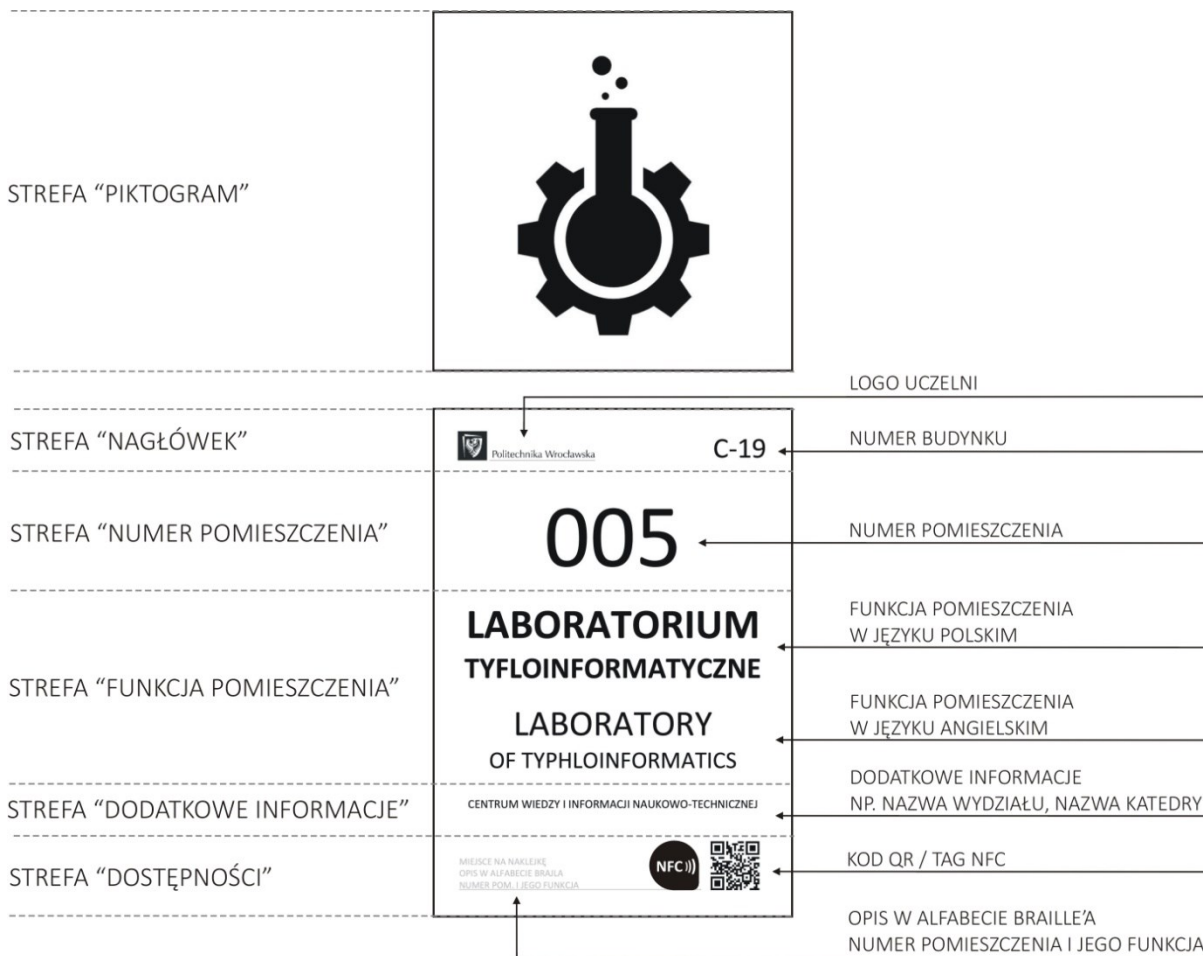 STREFA “PIKTOGRAM”
LOGO UCZELNI
STREFA “NAGŁÓWEK”
Politechnika Wrocławska
C-19
NUMER BUDYNKU
STREFA “NUMER POMIESZCZENIA”
005
NUMER POMIESZCZENIA
STREFA “FUNKCJA POMIESZCZENIA”
LABORATORIUM
TYFLOINFORMATYCZNE
FUNKCJA POMIESZCZENIA
W JĘZYKU POLSKIM
LABORATORY
OF TYPHLOINFORMATICS
FUNKCJA POMIESZCZENIA
W JĘZYKU ANGIELSKIM
STREFA “DODATKOWE INFORMACJE”
CENTRUM WIEDZY I INFORMACJI NAUKOWO-TECHNICZNEJ
DODATKOWE INFORMACJE
NP. NAZWA WYDZIAŁU, NAZWA KATEDRY
STREFA “DOSTĘPNOŚCI”
MIEJSCE NA NAKLEJKĘ
OPIS W ALFABECIE BRAJLA
NUMER POM. I JEGO FUNKCJA
NFC
KOD QR / TAG NFC
OPIS W ALFABECIE BRAILLE’A
NUMER POMIESZCZENIA I JEGO FUNKCJA